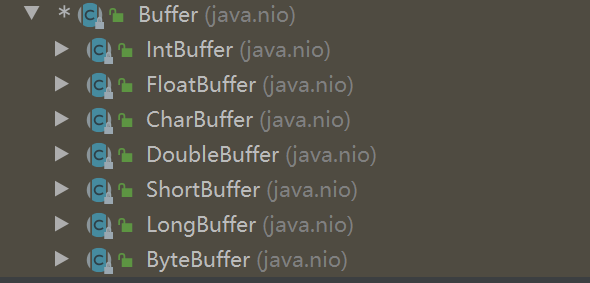 * Buffer (java.nio)
IntBuffer (java.nio)
FloatBuffer (java.nio)
CharBuffer (java.nio)
DoubleBuffer (java.nio)
ShortBuffer (java.nio)
LongBuffer (java.nio)
ByteBuffer (java.nio)